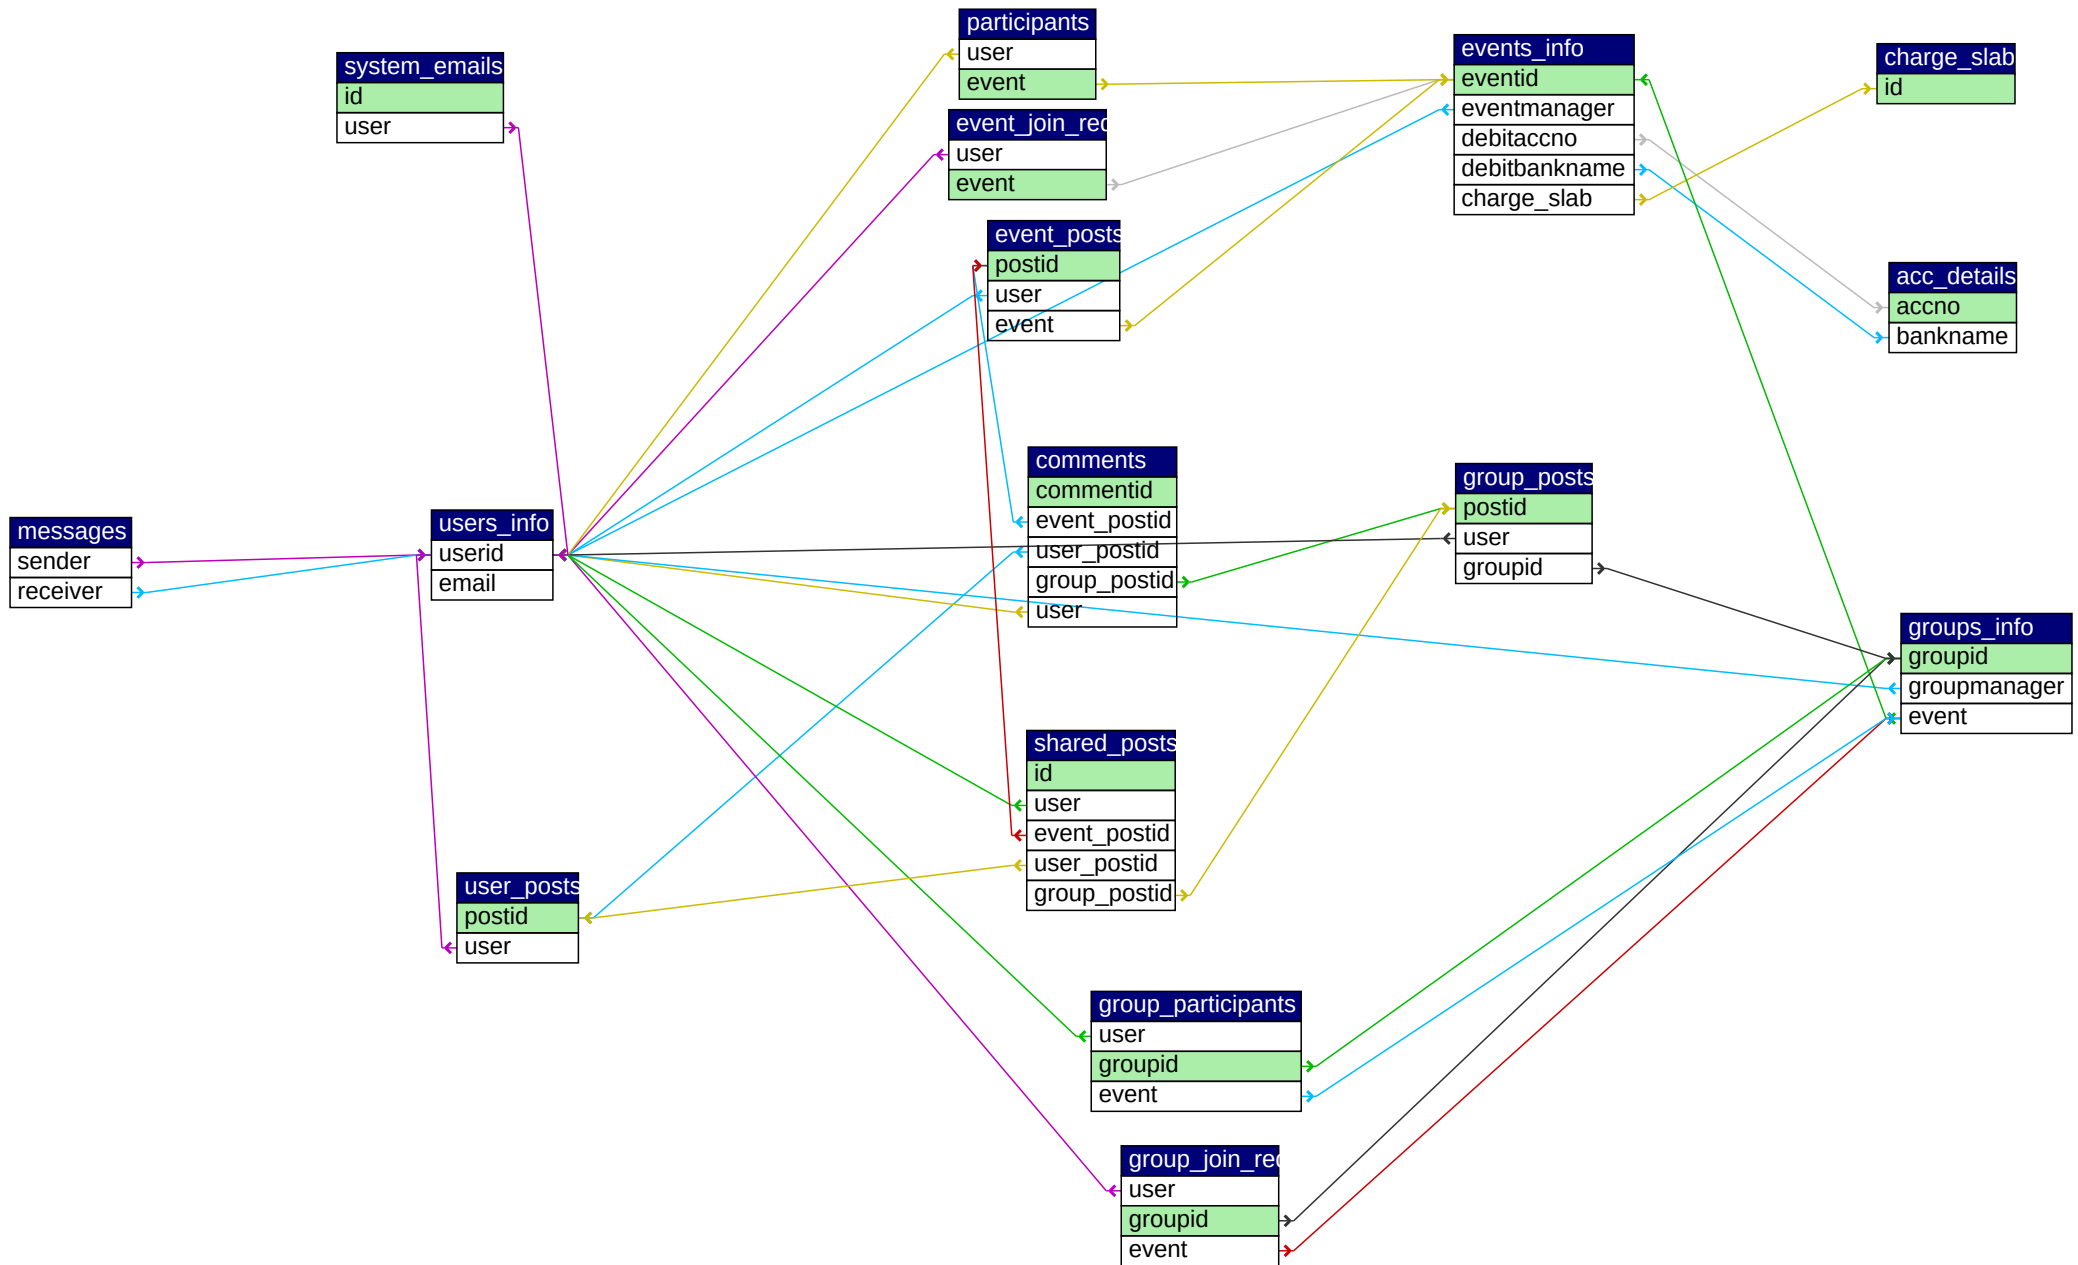 participants
user
event
system_emails
id
user
events_info
eventid
eventmanager
debitaccno
debitbankname
charge_slab
charge_slab
id
event_join_req
user
event
event_posts
postid
user
event
acc_details
accno
bankname
messages
sender
receiver
users_info
userid
email
comments
commentid
event_postid
user_postid
group_postid
user
group_posts
postid
user
groupid
groups_info
groupid
groupmanager
event
shared_posts
id
user
event_postid
user_postid
group_postid
user_posts
postid
user
group_participants
user
groupid
event
group_join_req
user
groupid
event